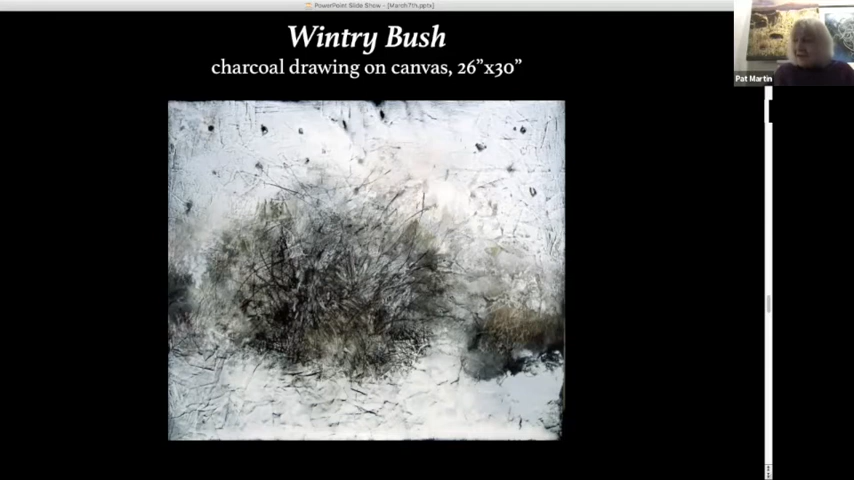 PowerPoint Slide Show - [March7th.pptx]
Wintry Bush
charcoal drawing on canvas, 26”x30”
Pat Martin